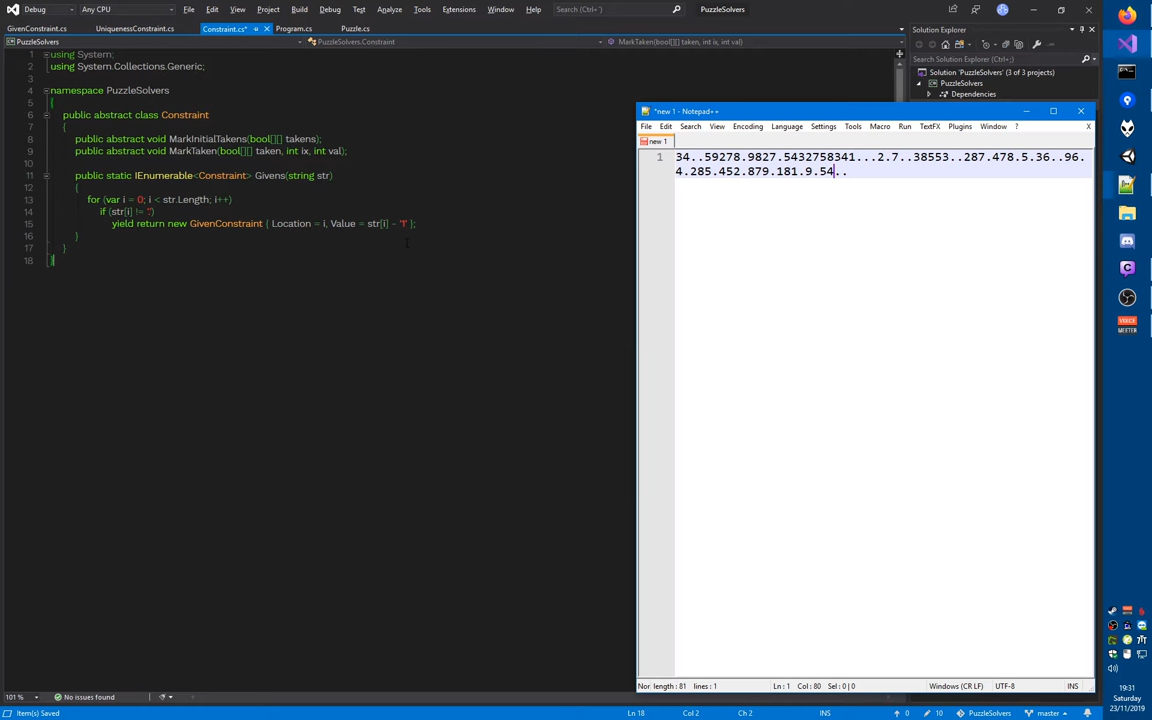 File Edit View Git Project Build Debug Test Analyze Tools Extensions Window Help Search (Ctrl+;) PuzzleSolvers
GivenConstraint.cs UniquenessConstraint.cs Constraint.cs* Program.cs Puzzle.cs
PuzzleSolvers PuzzleSolvers.Constraint MarkTaken(bool[][] taken, int ix, int val)
1 using System;
2 using System.Collections.Generic;
3
4 namespace PuzzleSolvers
5 {
6 public abstract class Constraint
7 {
8 public abstract void MarkInitialTakens(bool[][] takens);
9 public abstract void MarkTaken(bool[][] taken, int ix, int val);
10
11 public static IEnumerable<Constraint> Givens(string str)
12 {
13 for (var i = 0; i < str.Length; i++)
14 if (str[i] != '.')
15 yield return new GivenConstraint { Location = i, Value = str[i] - '1' };
16 }
17 }
18 }
101 % No issues found
Item(s) Saved Ln 18 Col 2 Ch 2 INS 0 10 PuzzleSolvers master
Solution Explorer
Search Solution Explorer (Ctrl+;)
Solution 'PuzzleSolvers' (3 of 3 projects)
PuzzleSolvers
Dependencies
*new 1 - Notepad++
File Edit Search View Encoding Language Settings Tools Macro Run TextFX Plugins Window ? X
new 1
1 34..59278.9827.5432758341...2.7..38553..287.478.5.36..96.
4.285.452.879.181.9.54..
Nor length : 81 lines : 1 Ln : 1 Col : 80 Sel : 0 | 0 Windows (CR LF) UTF-8 INS
VOICE
MEETER
19:31
Saturday
23/11/2019